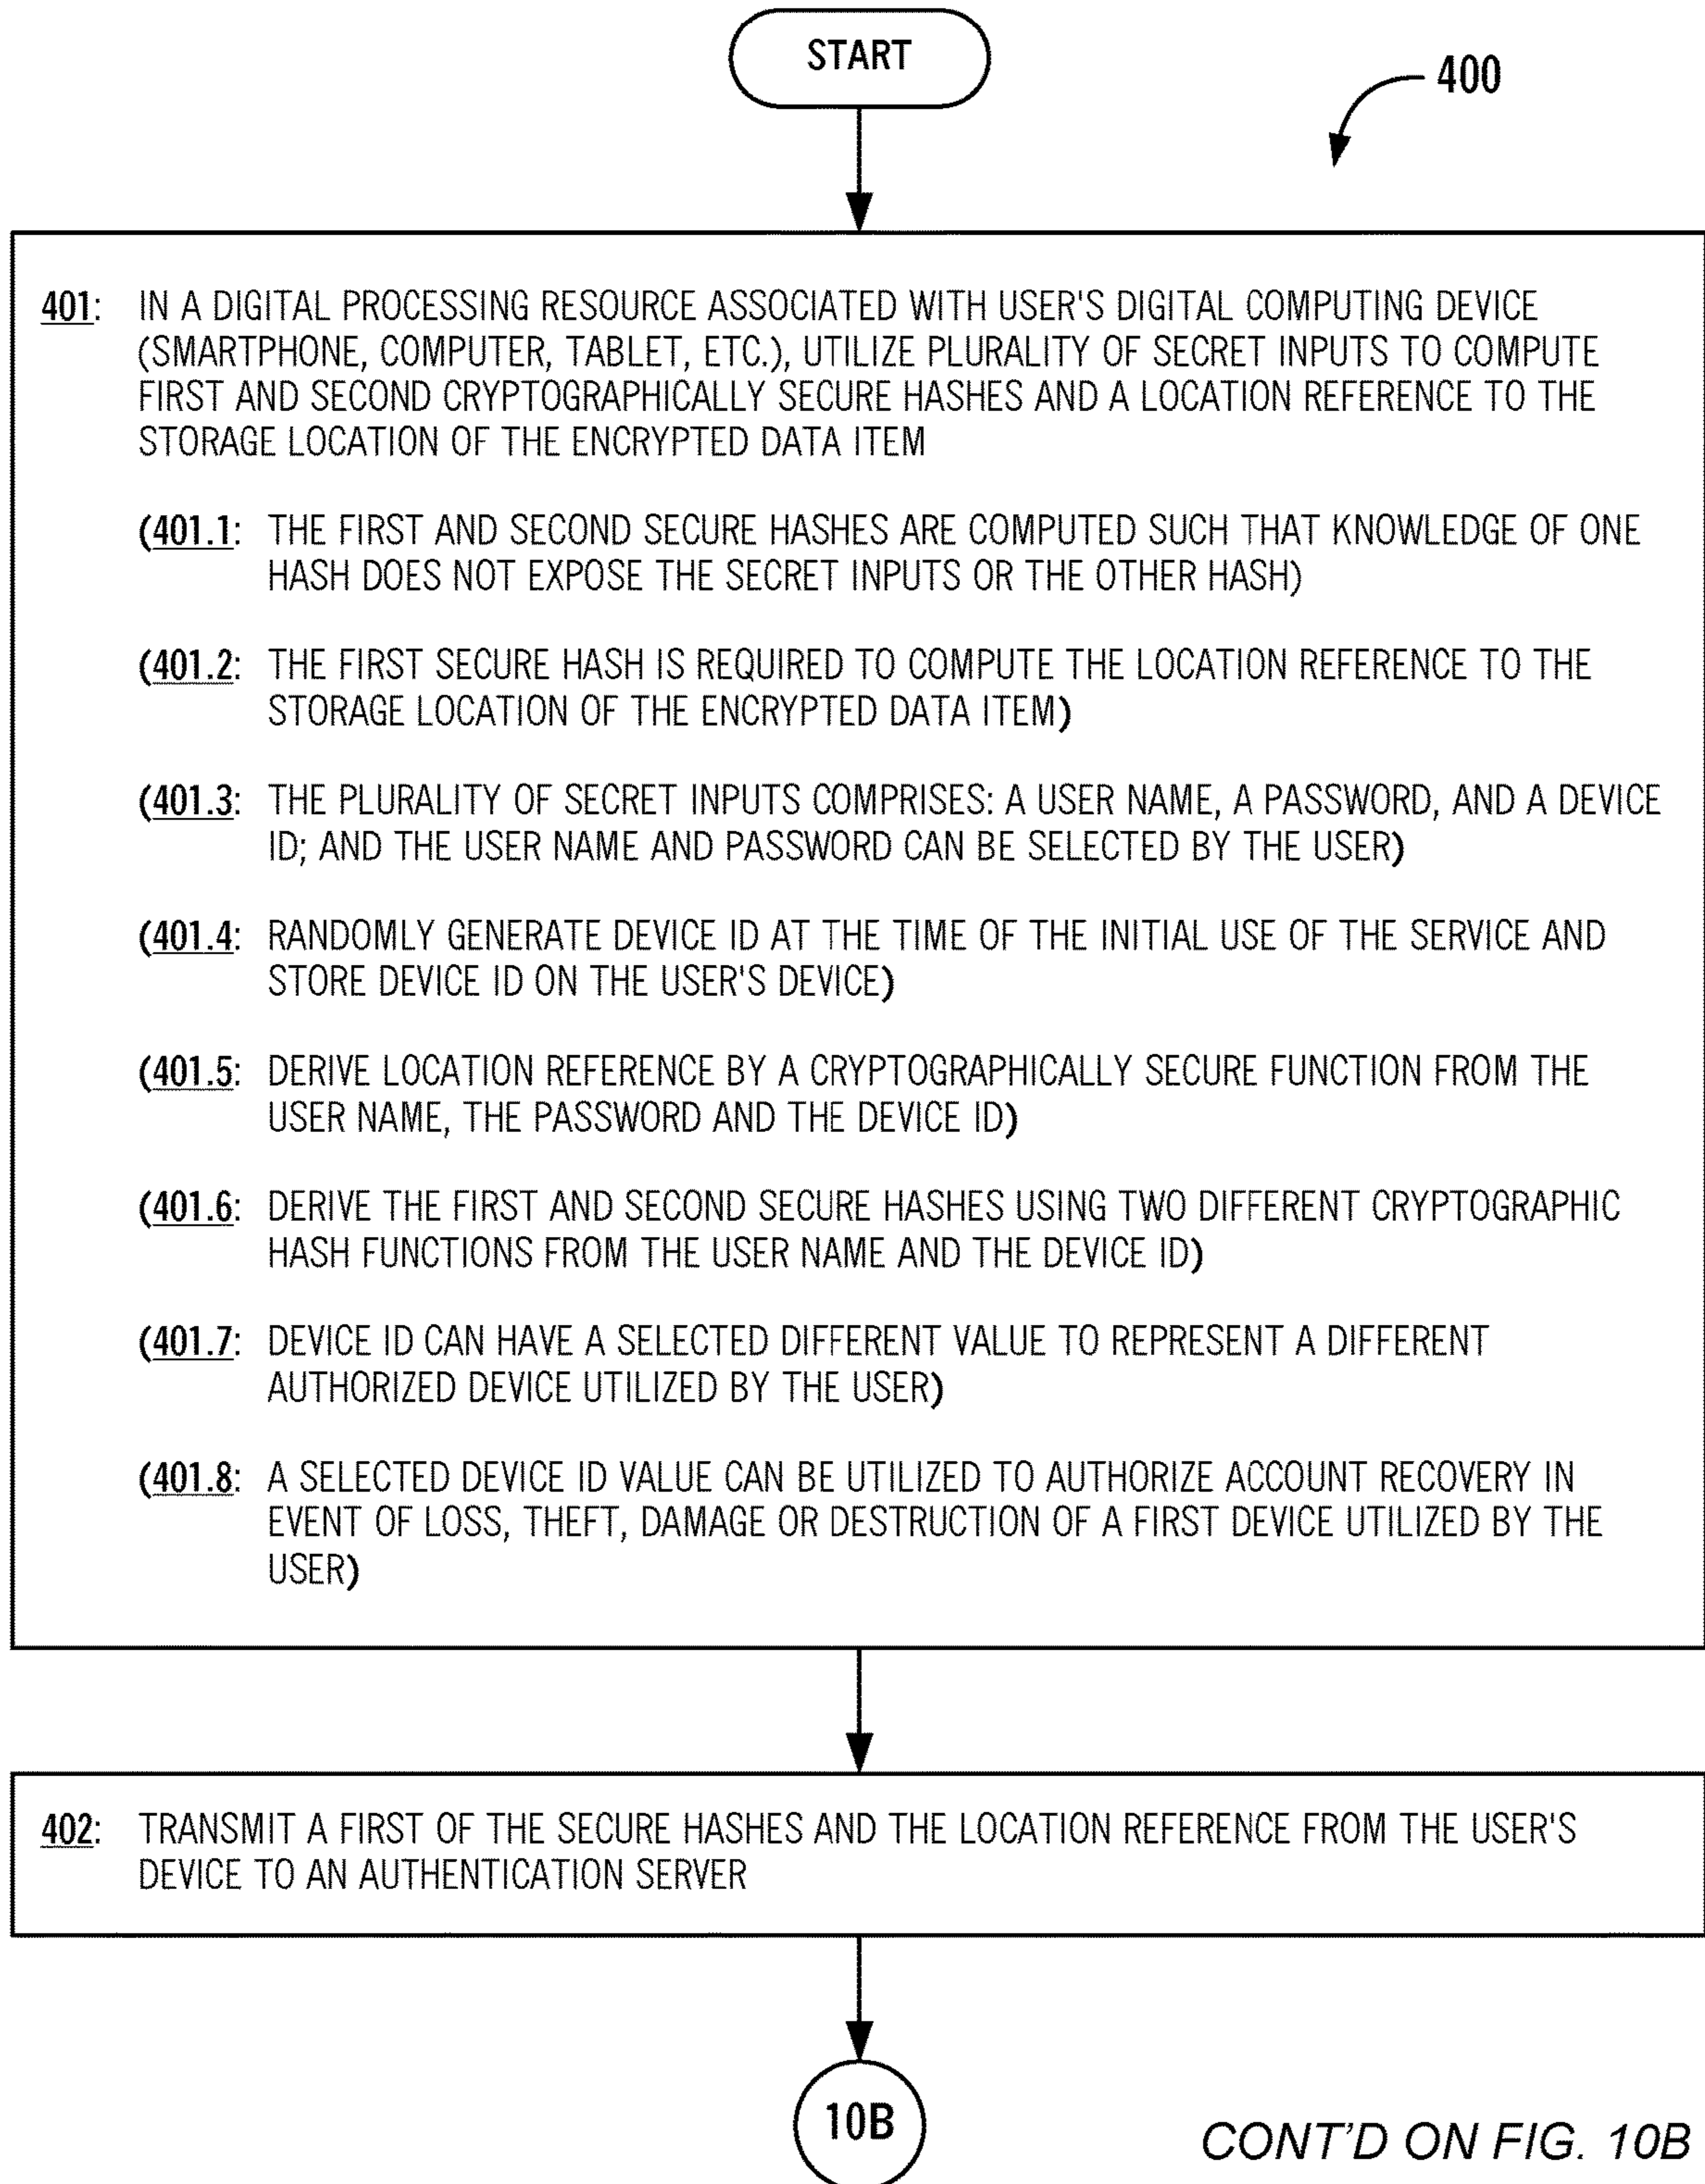 START
400
401: IN A DIGITAL PROCESSING RESOURCE ASSOCIATED WITH USER'S DIGITAL COMPUTING DEVICE
(SMARTPHONE, COMPUTER, TABLET, ETC.), UTILIZE PLURALITY OF SECRET INPUTS TO COMPUTE
FIRST AND SECOND CRYPTOGRAPHICALLY SECURE HASHES AND A LOCATION REFERENCE TO THE
STORAGE LOCATION OF THE ENCRYPTED DATA ITEM
(401.1: THE FIRST AND SECOND SECURE HASHES ARE COMPUTED SUCH THAT KNOWLEDGE OF ONE
HASH DOES NOT EXPOSE THE SECRET INPUTS OR THE OTHER HASH)
(401.2: THE FIRST SECURE HASH IS REQUIRED TO COMPUTE THE LOCATION REFERENCE TO THE
STORAGE LOCATION OF THE ENCRYPTED DATA ITEM)
(401.3: THE PLURALITY OF SECRET INPUTS COMPRISES: A USER NAME, A PASSWORD, AND A DEVICE
ID; AND THE USER NAME AND PASSWORD CAN BE SELECTED BY THE USER)
(401.4: RANDOMLY GENERATE DEVICE ID AT THE TIME OF THE INITIAL USE OF THE SERVICE AND
STORE DEVICE ID ON THE USER'S DEVICE)
(401.5: DERIVE LOCATION REFERENCE BY A CRYPTOGRAPHICALLY SECURE FUNCTION FROM THE
USER NAME, THE PASSWORD AND THE DEVICE ID)
(401.6: DERIVE THE FIRST AND SECOND SECURE HASHES USING TWO DIFFERENT CRYPTOGRAPHIC
HASH FUNCTIONS FROM THE USER NAME AND THE DEVICE ID)
(401.7: DEVICE ID CAN HAVE A SELECTED DIFFERENT VALUE TO REPRESENT A DIFFERENT
AUTHORIZED DEVICE UTILIZED BY THE USER)
(401.8: A SELECTED DEVICE ID VALUE CAN BE UTILIZED TO AUTHORIZE ACCOUNT RECOVERY IN
EVENT OF LOSS, THEFT, DAMAGE OR DESTRUCTION OF A FIRST DEVICE UTILIZED BY THE
USER)
402: TRANSMIT A FIRST OF THE SECURE HASHES AND THE LOCATION REFERENCE FROM THE USER'S
DEVICE TO AN AUTHENTICATION SERVER
10B
CONT'D ON FIG. 10B